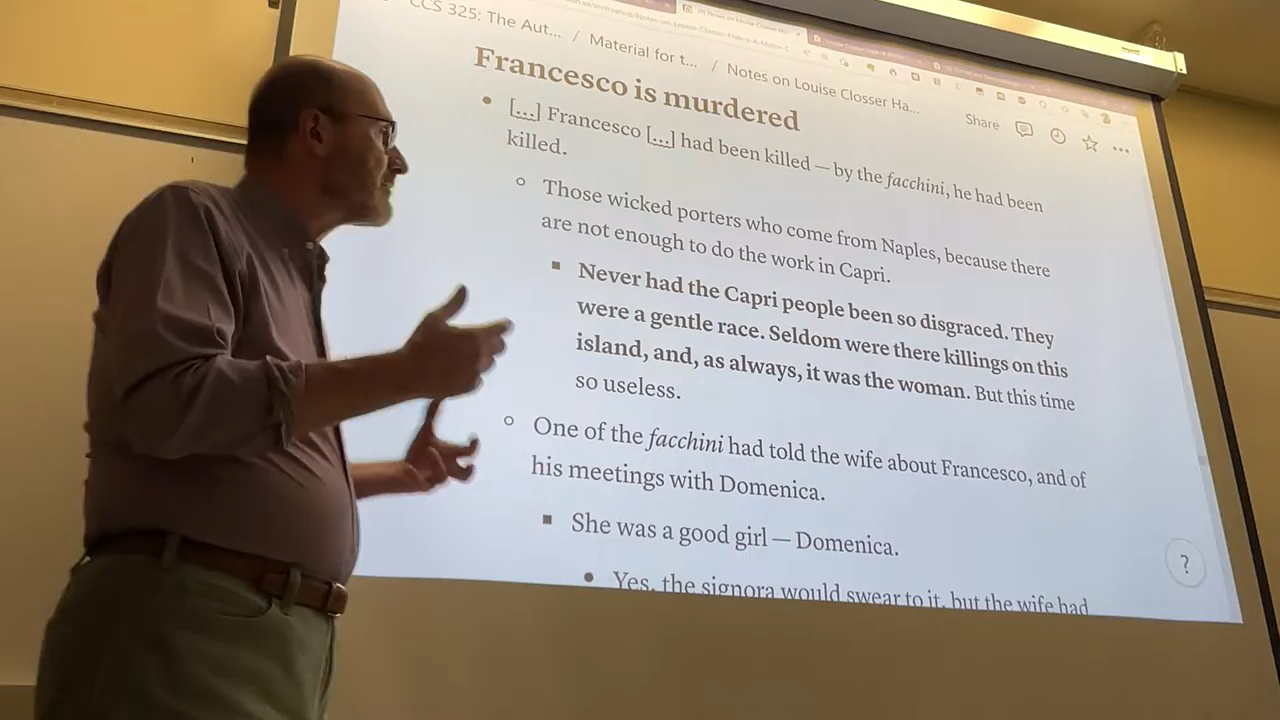 CCS 325: The Aut... / Material for t... / Notes on Louise Closser Ha...
Share
Francesco is murdered
• [...] Francesco [...] had been killed — by the facchini, he had been
killed.
○ Those wicked porters who come from Naples, because there
are not enough to do the work in Capri.
▪ Never had the Capri people been so disgraced. They
were a gentle race. Seldom were there killings on this
island, and, as always, it was the woman. But this time
so useless.
○ One of the facchini had told the wife about Francesco, and of
his meetings with Domenica.
▪ She was a good girl — Domenica.
• Yes, the signora would swear to it, but the wife had
?